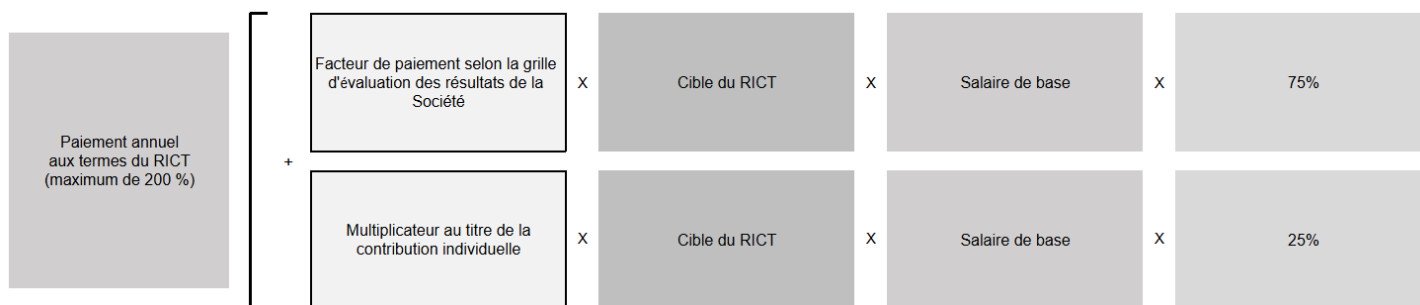 Paiement annuel
aux termes du RICT
(maximum de 200 %)
+
Facteur de paiement selon la grille
d'évaluation des résultats de la
Société
X
Cible du RICT
X
Salaire de base
X
75%
Multiplicateur au titre de la
contribution individuelle
X
Cible du RICT
X
Salaire de base
X
25%